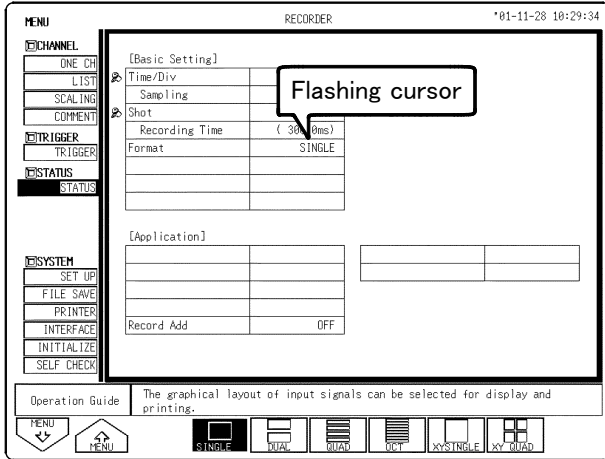 MENU
RECORDER
'01-11-28 10:29:34
CHANNEL
ONE CH
LIST
SCALING
COMMENT
TRIGGER
TRIGGER
STATUS
STATUS
SYSTEM
SET UP
FILE SAVE
PRINTER
INTERFACE
INITIALIZE
SELF CHECK
[Basic Setting]
Time/Div
Sampling
Shot
Recording Time
Format SINGLE
Flashing cursor
[Application]
Record Add OFF
Operation Guide
The graphical layout of input signals can be selected for display and
printing.
MENU
MENU
SINGLE
DUAL
QUAD
OCT
XYSINGLE
XY QUAD